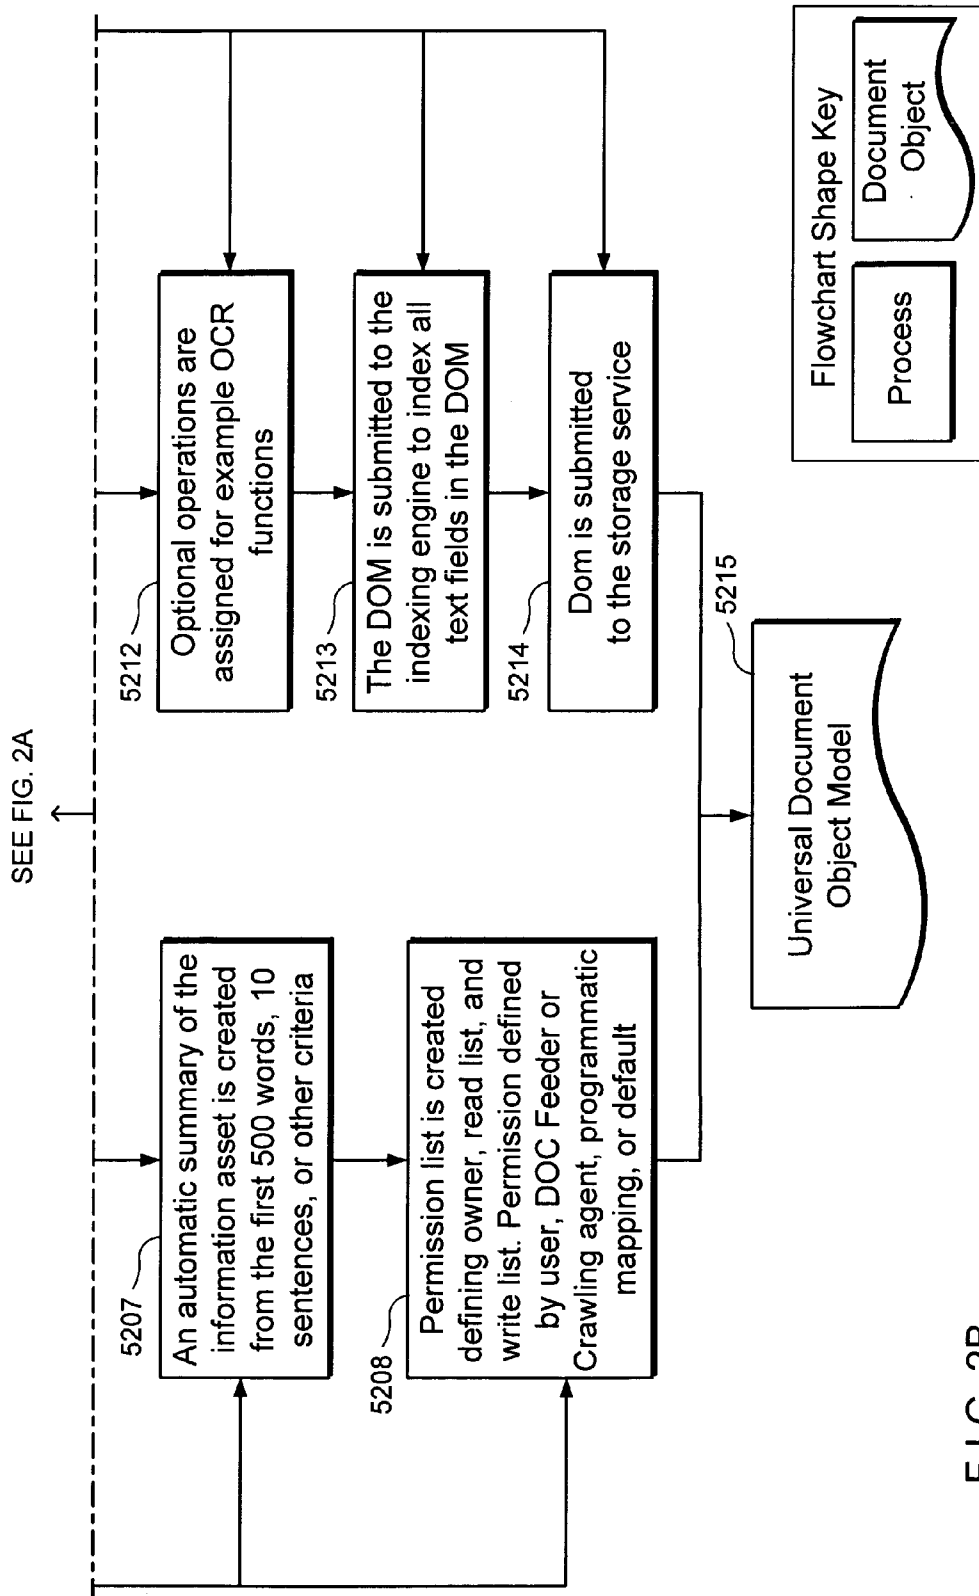 SEE FIG. 2A
5207
An automatic summary of the
information asset is created
from the first 500 words, 10
sentences, or other criteria
5208
Permission list is created
defining owner, read list, and
write list. Permission defined
by user, DOC Feeder or
Crawling agent, programmatic
mapping, or default
5212
Optional operations are
assigned for example OCR
functions
5213
The DOM is submitted to the
indexing engine to index all
text fields in the DOM
5214
Dom is submitted
to the storage service
5215
Universal Document
Object Model
Flowchart Shape Key
Process
Document
Object
FIG. 2B